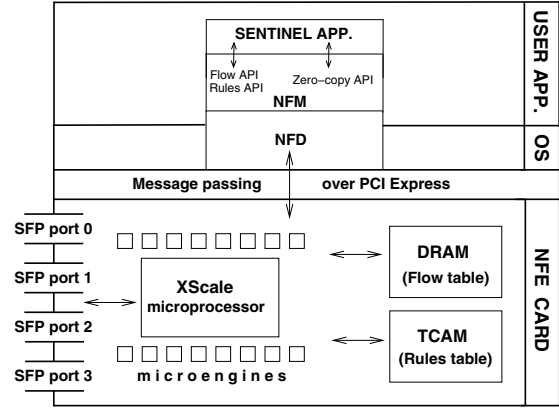 SENTINEL APP.
Flow API
Rules API
Zero−copy API
NFM
NFD
Message passing over PCI Express
USER APP.
OS
NFE CARD
SFP port 0
SFP port 1
SFP port 2
SFP port 3
XScale
microprocessor
microengines
DRAM
(Flow table)
TCAM
(Rules table)